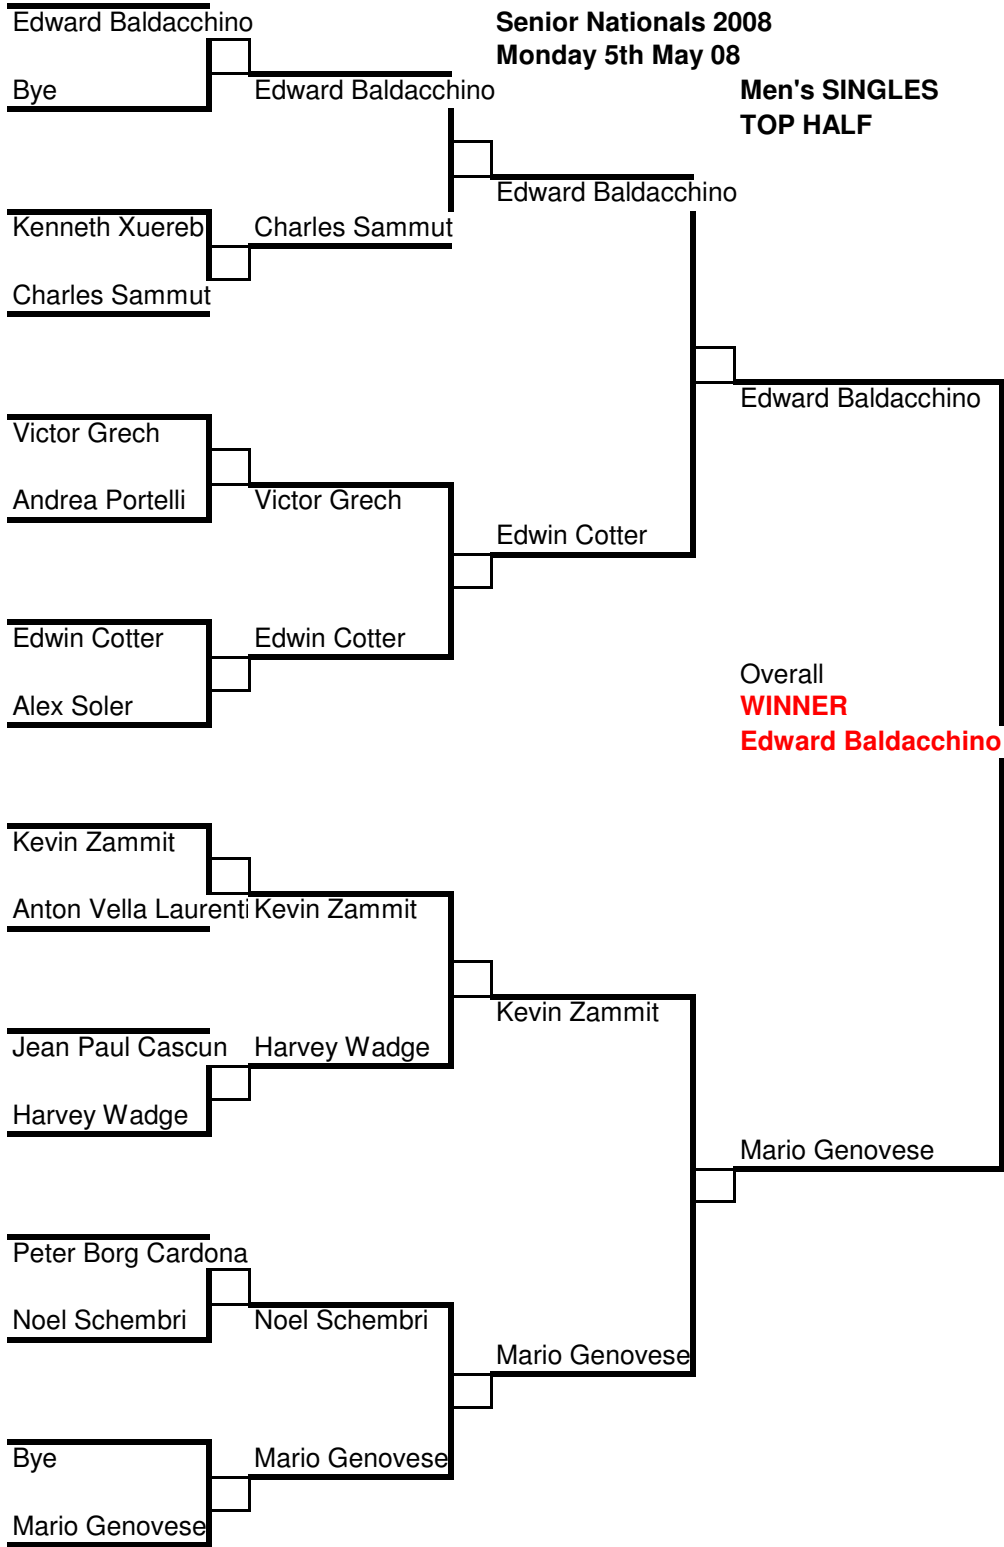 Edward Baldacchino
Senior Nationals 2008
Monday 5th May 08
Bye
Edward Baldacchino
Men's SINGLES
TOP HALF
Edward Baldacchino
Kenneth Xuereb
Charles Sammut
Charles Sammut
Edward Baldacchino
Victor Grech
Andrea Portelli
Victor Grech
Edwin Cotter
Edwin Cotter
Edwin Cotter
Overall
Alex Soler
WINNER
Edward Baldacchino
Kevin Zammit
Anton Vella Laurenti
Kevin Zammit
Kevin Zammit
Jean Paul Cascun
Harvey Wadge
Harvey Wadge
Mario Genovese
Peter Borg Cardona
Noel Schembri
Noel Schembri
Mario Genovese
Bye
Mario Genovese
Mario Genovese